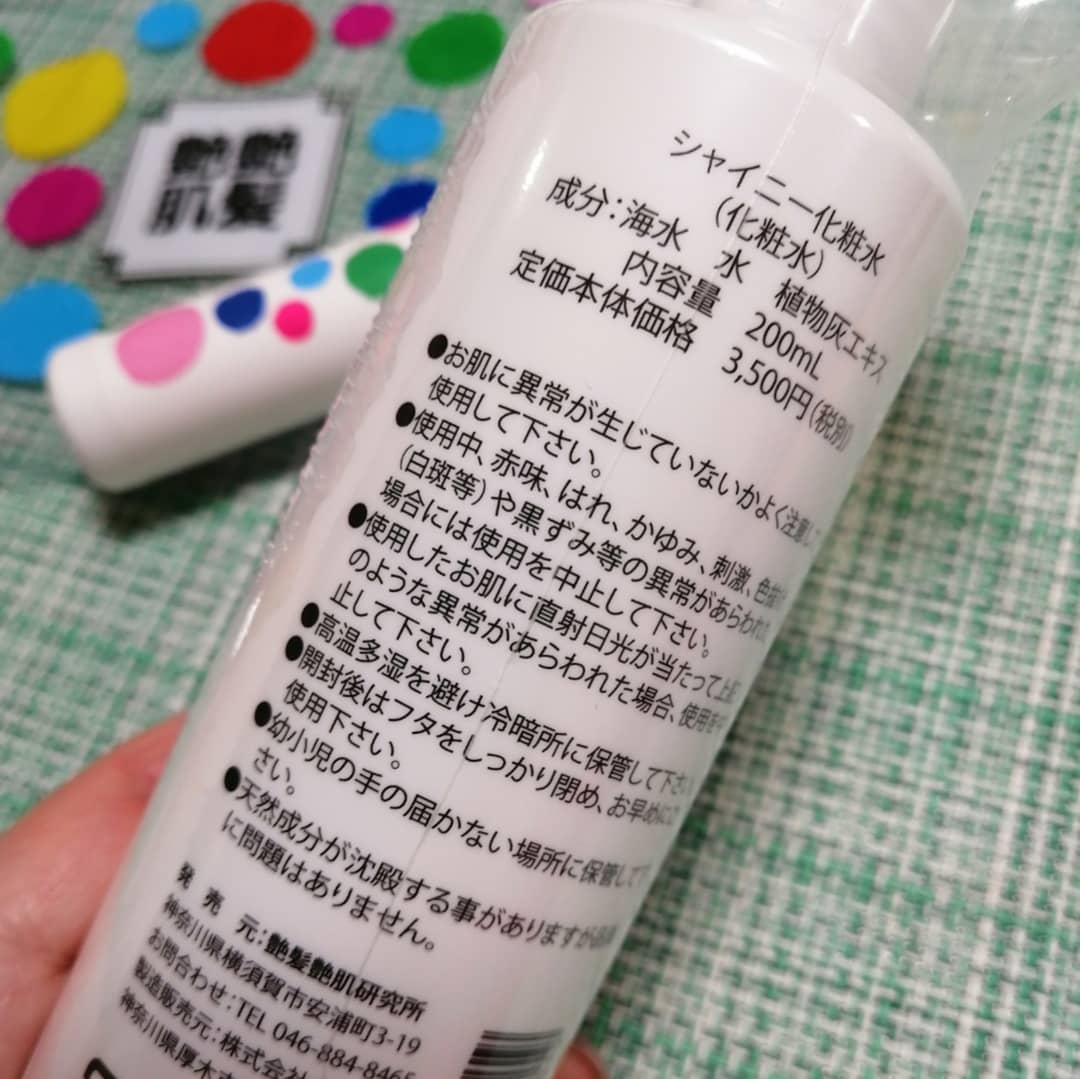 艶髪
艶肌
シャイニー化粧水
(化粧水)
成分:海水 水 植物灰エキス
内容量 200mL
定価本体価格 3,500円(税別)
●お肌に異常が生じていないかよく注意して
使用して下さい。
●使用中、赤味、はれ、かゆみ、刺激、色抜け
(白斑等)や黒ずみ等の異常があらわれた
場合には使用を中止して下さい。
●使用したお肌に直射日光が当たって上記
のような異常があらわれた場合、使用を中
止して下さい。
●高温多湿を避け冷暗所に保管して下さい
●開封後はフタをしっかり閉め、お早めにご
使用下さい。
●幼小児の手の届かない場所に保管して下
さい。
●天然成分が沈殿する事がありますが品質
に問題はありません。
発売元:艶髪艶肌研究所
神奈川県横須賀市安浦町3-19
お問合わせ:TEL 046-884-8465
製造販売元:株式会社
神奈川県厚木市